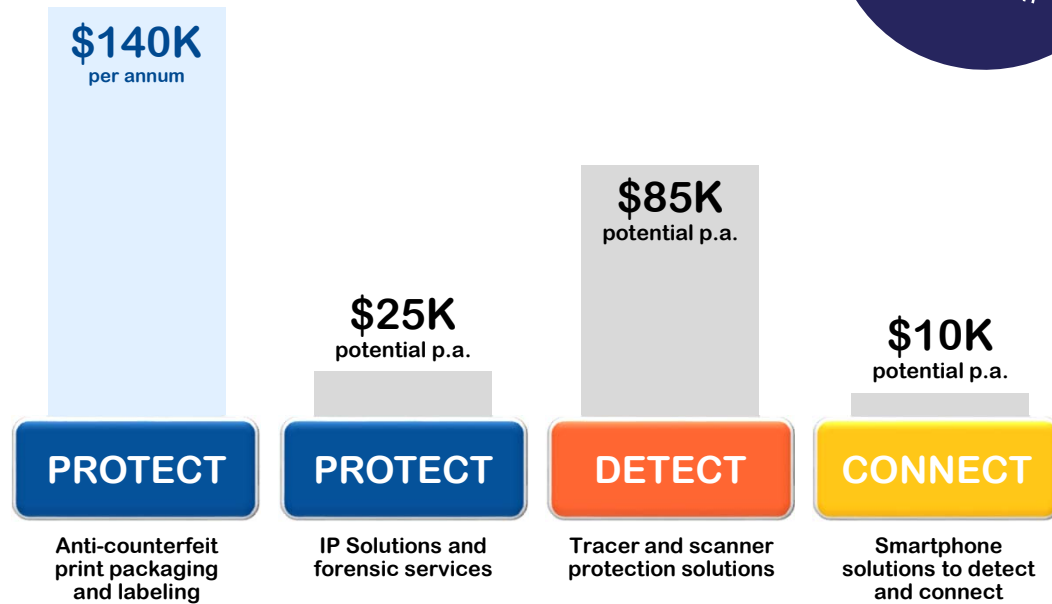 $140K
per annum
$25K
potential p.a.
$85K
potential p.a.
$10K
potential p.a.
PROTECT
PROTECT
DETECT
CONNECT
Anti-counterfeit
print packaging
and labeling
IP Solutions and
forensic services
Tracer and scanner
protection solutions
Smartphone
solutions to detect
and connect